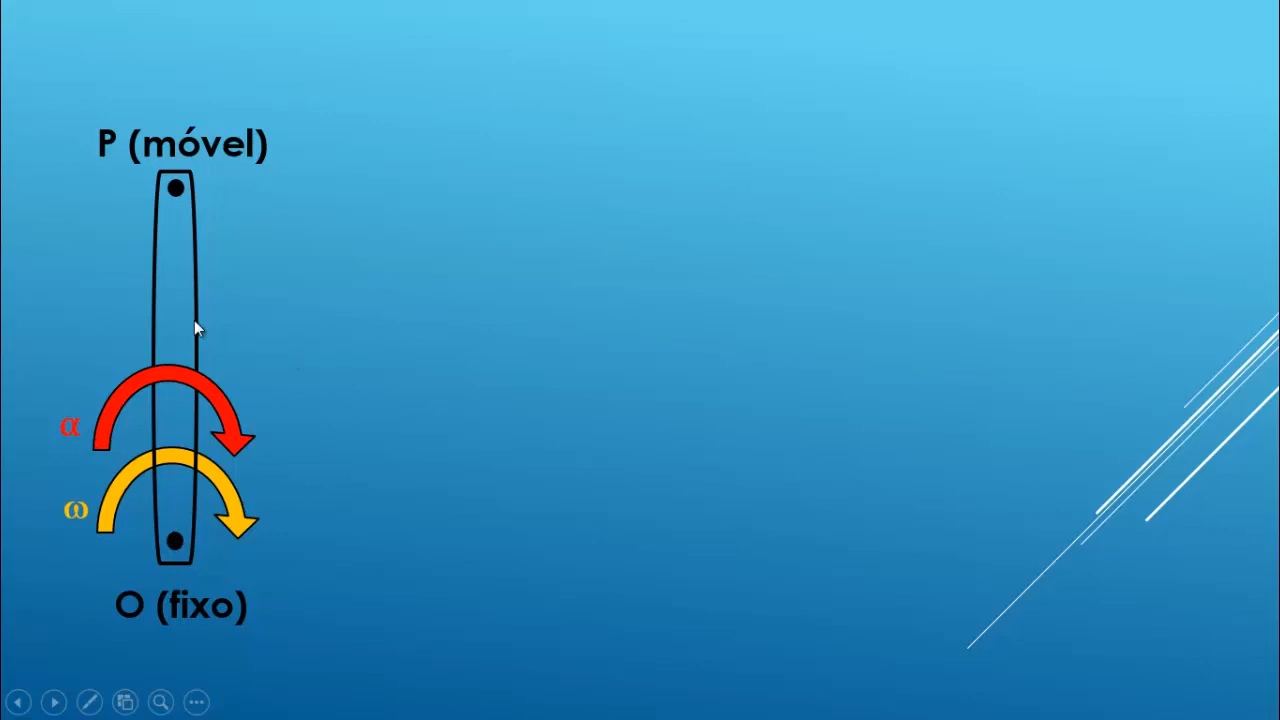 P (móvel)
α
ω
O (fixo)